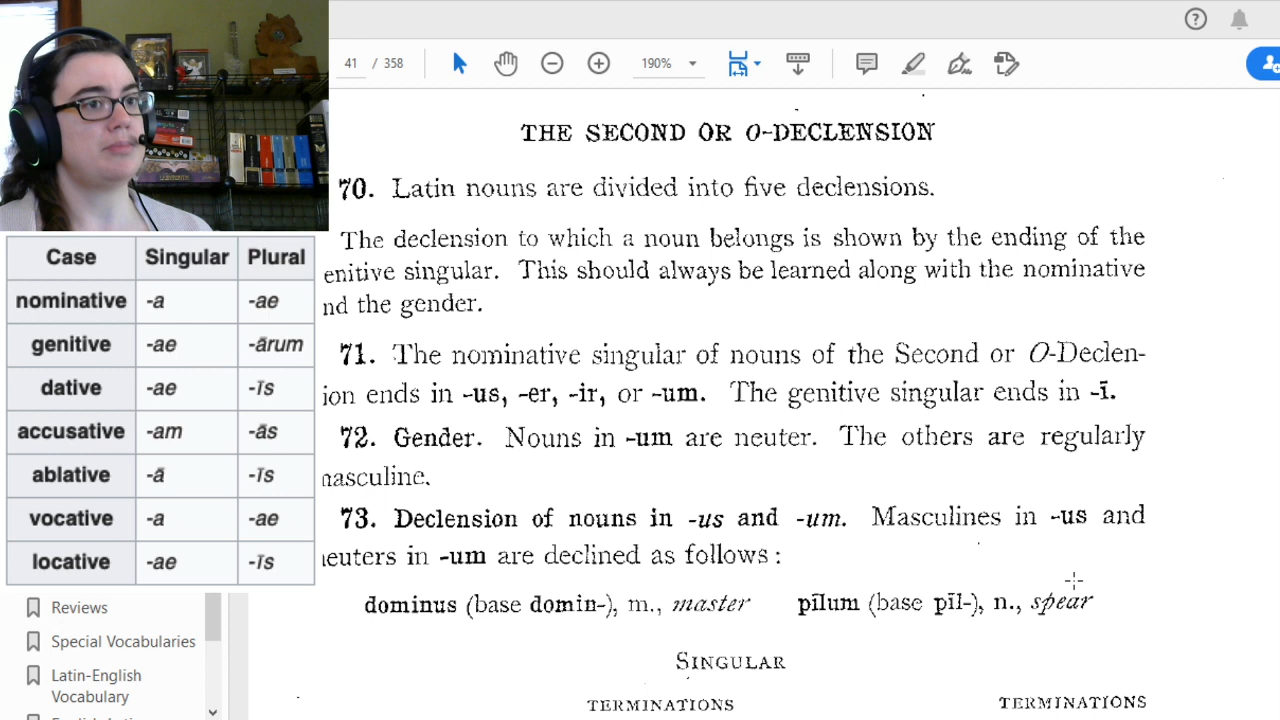 41 / 358
190%
THE SECOND OR O-DECLENSION
70. Latin nouns are divided into five declensions.
The declension to which a noun belongs is shown by the ending of the
enitive singular. This should always be learned along with the nominative
nd the gender.
71. The nominative singular of nouns of the Second or O-Declen-
ion ends in -us, -er, -ir, or -um. The genitive singular ends in -ī.
72. Gender. Nouns in -um are neuter. The others are regularly
nasculine.
73. Declension of nouns in -us and -um. Masculines in -us and
neuters in -um are declined as follows:
dominus (base domin-), m., master pīlum (base pīl-), n., spear
SINGULAR
TERMINATIONS TERMINATIONS
Case Singular Plural
nominative -a -ae
genitive -ae -ārum
dative -ae -īs
accusative -am -ās
ablative -ā -īs
vocative -a -ae
locative -ae -īs
Reviews
Special Vocabularies
Latin-English
Vocabulary